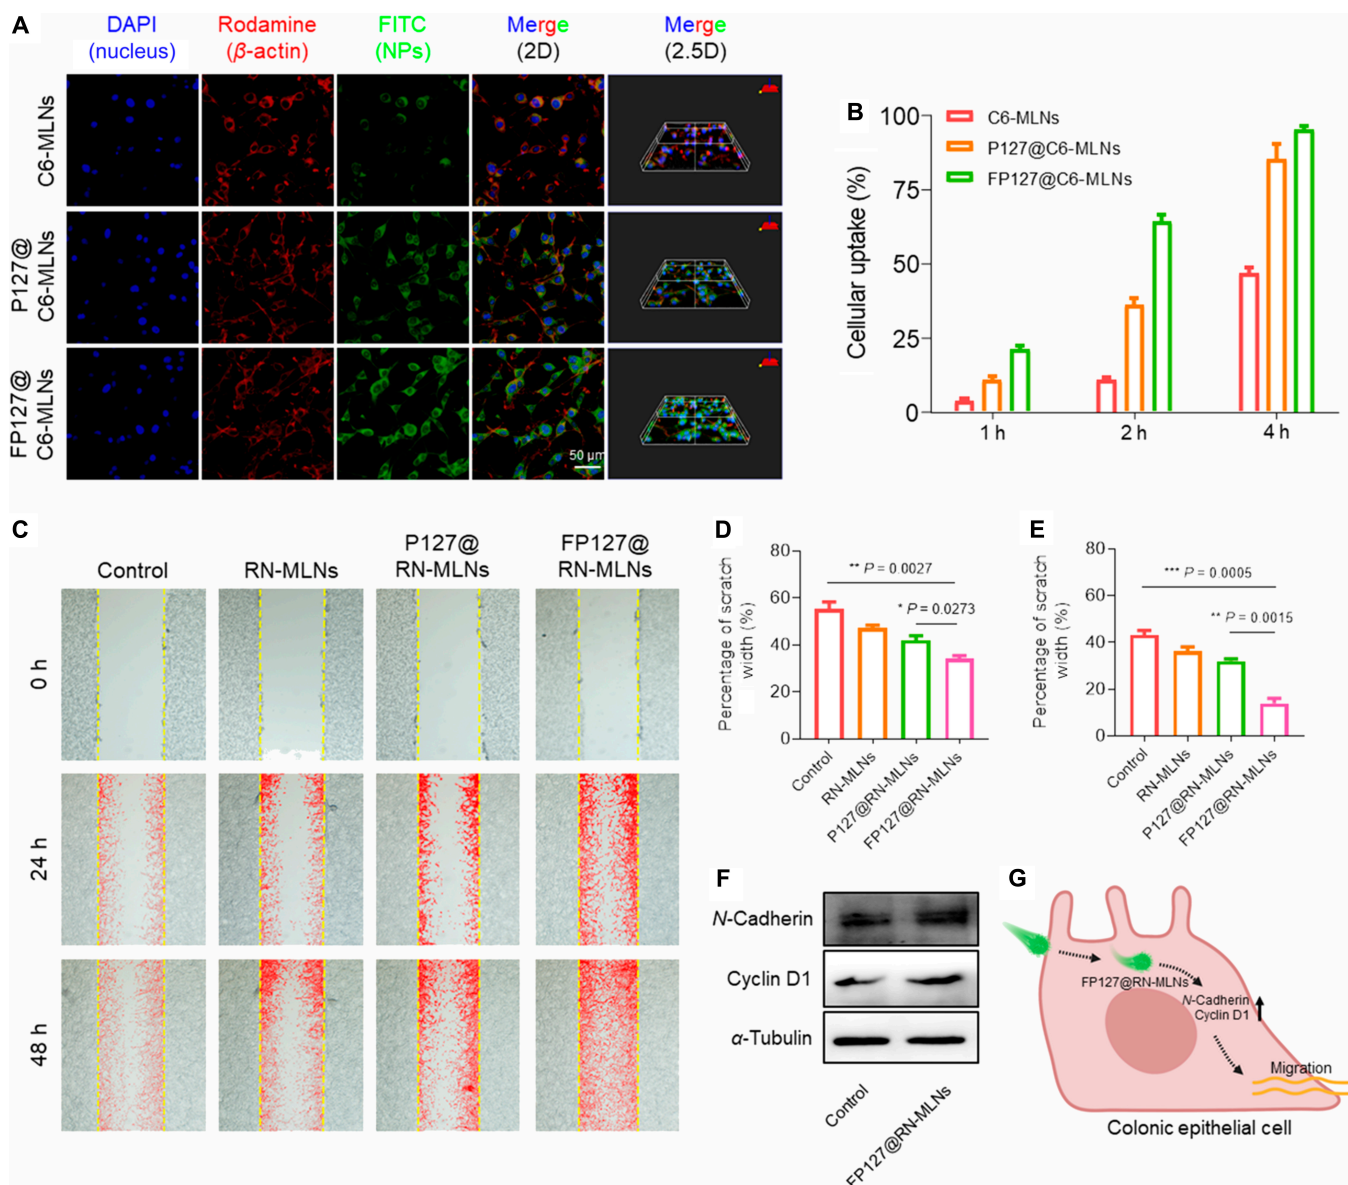 A
DAPI
(nucleus)
Rodamine
(β-actin)
FITC
(NPs)
Merge
(2D)
Merge
(2.5D)
C6-MLNs
P127@
C6-MLNs
FP127@
C6-MLNs
50 μm
B
Cellular uptake (%)
100
75
50
25
0
C6-MLNs
P127@C6-MLNs
FP127@C6-MLNs
1 h
2 h
4 h
C
Control
RN-MLNs
P127@
RN-MLNs
FP127@
RN-MLNs
0 h
24 h
48 h
D
Percentage of scratch
width (%)
80
60
40
20
0
** P = 0.0027
* P = 0.0273
Control
RN-MLNs
P127@RN-MLNs
FP127@RN-MLNs
E
Percentage of scratch
width (%)
80
60
40
20
0
*** P = 0.0005
** P = 0.0015
Control
RN-MLNs
P127@RN-MLNs
FP127@RN-MLNs
F
N-Cadherin
Cyclin D1
α-Tubulin
Control
FP127@RN-MLNs
G
FP127@RN-MLNs
N-Cadherin
Cyclin D1
Migration
Colonic epithelial cell